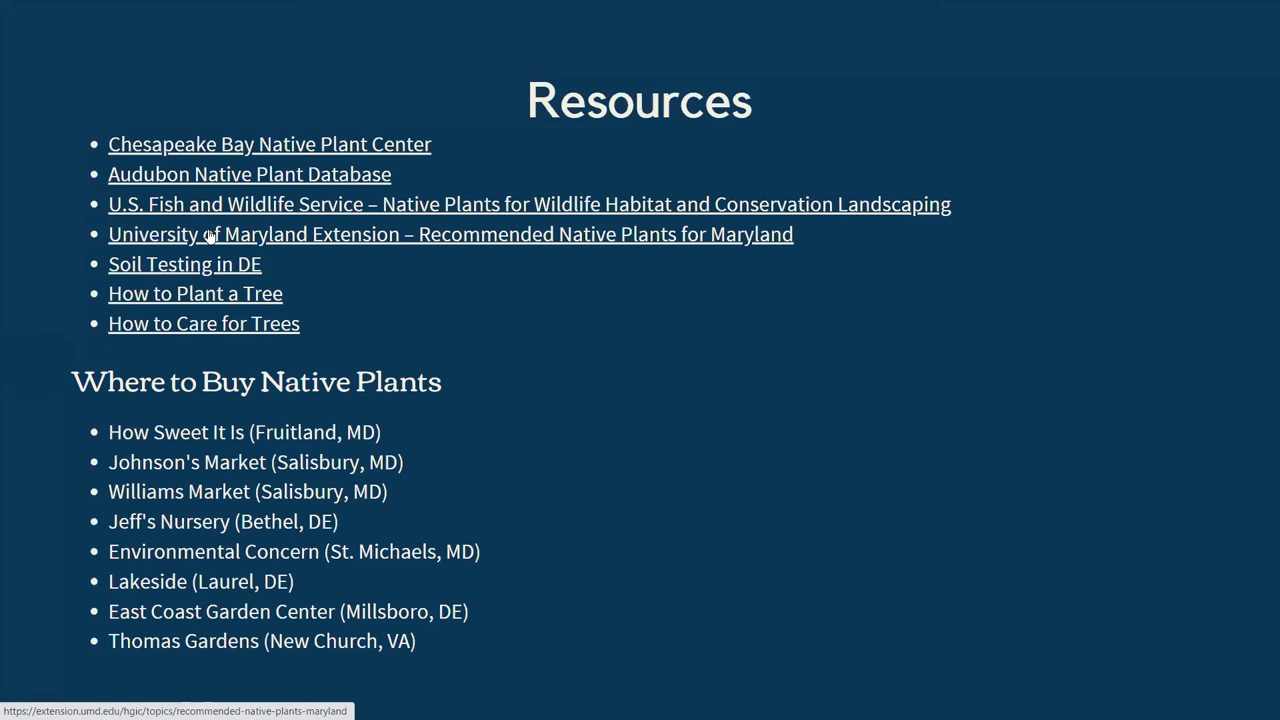 Resources
• Chesapeake Bay Native Plant Center
• Audubon Native Plant Database
• U.S. Fish and Wildlife Service – Native Plants for Wildlife Habitat and Conservation Landscaping
• University of Maryland Extension – Recommended Native Plants for Maryland
• Soil Testing in DE
• How to Plant a Tree
• How to Care for Trees
Where to Buy Native Plants
• How Sweet It Is (Fruitland, MD)
• Johnson's Market (Salisbury, MD)
• Williams Market (Salisbury, MD)
• Jeff's Nursery (Bethel, DE)
• Environmental Concern (St. Michaels, MD)
• Lakeside (Laurel, DE)
• East Coast Garden Center (Millsboro, DE)
• Thomas Gardens (New Church, VA)
https://extension.umd.edu/hgic/topics/recommended-native-plants-maryland